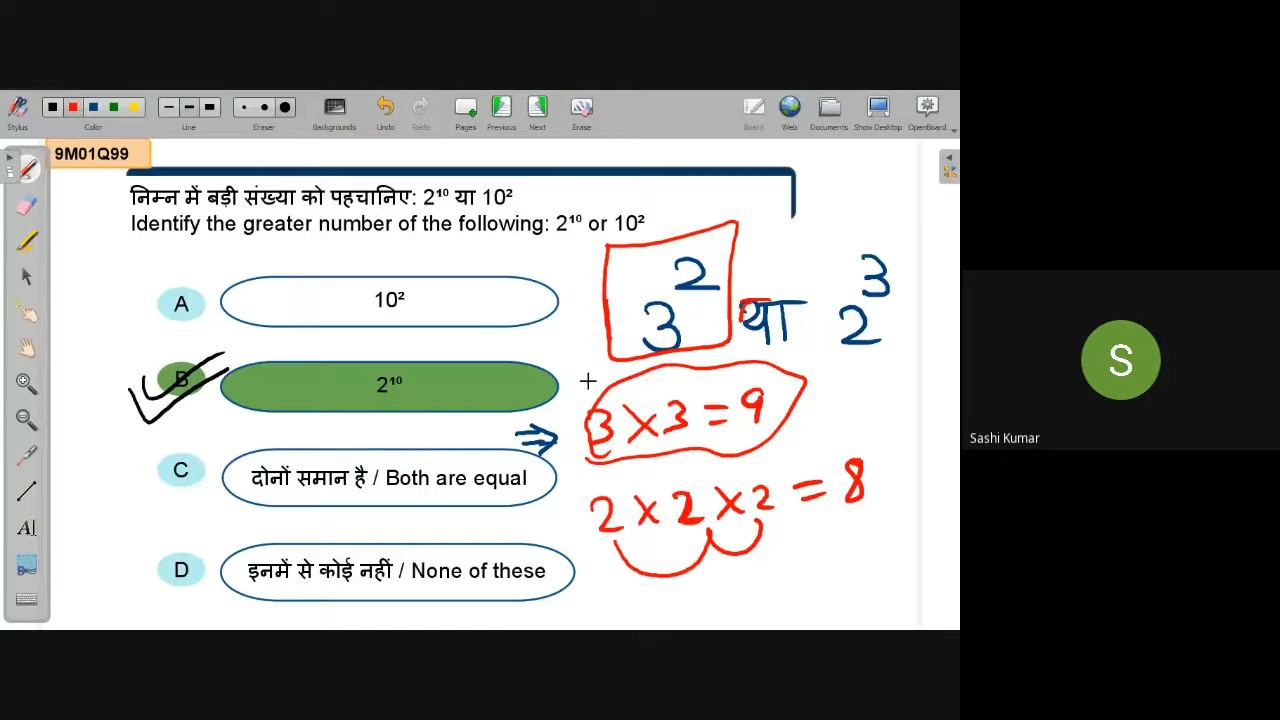 Stylus Color Line Eraser Backgrounds Undo Redo Pages Previous Next Erase Board Web Documents Show Desktop OpenBoard
9M01Q99
निम्न में बड़ी संख्या को पहचानिए: 2¹⁰ या 10²
Identify the greater number of the following: 2¹⁰ or 10²
A 10²
3² या 2³
B 2¹⁰
3 × 3 = 9
C दोनों समान है / Both are equal
2 × 2 × 2 = 8
D इनमें से कोई नहीं / None of these
S
Sashi Kumar